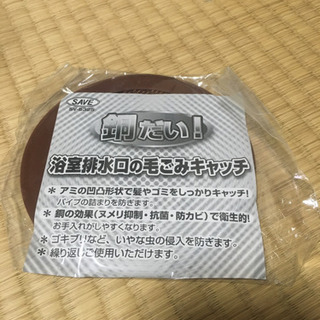 SAVE
銅だい!
浴室排水口の毛ごみキャッチ
＊アミの凹凸形状で髪やゴミをしっかりキャッチ!
パイプの詰まりを防ぎます。
＊銅の効果(ヌメリ抑制・抗菌・防カビ)で衛生的!
お手入れがしやすくなります。
＊ゴキブリなど、いやな虫の侵入を防ぎます。
＊繰り返しご使用いただけます。